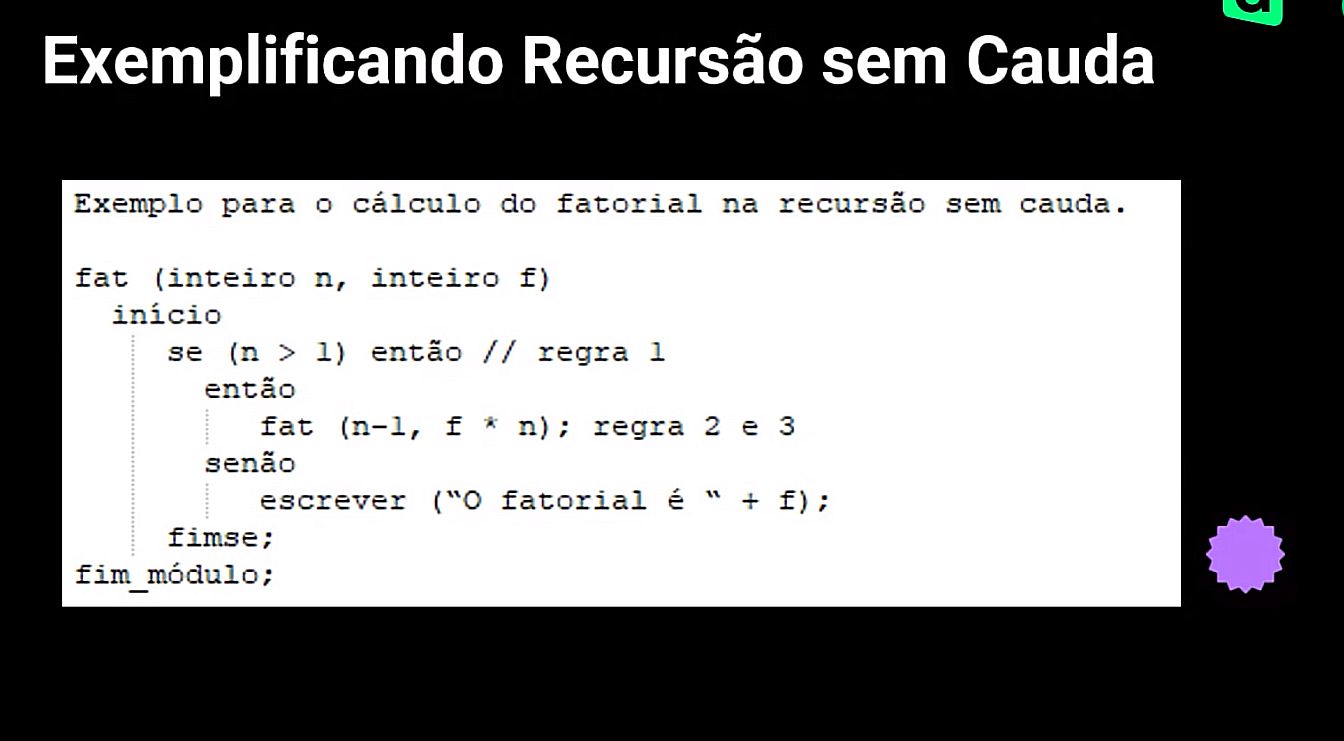 Exemplificando Recursão sem Cauda
Exemplo para o cálculo do fatorial na recursão sem cauda.
fat (inteiro n, inteiro f)
início
se (n > 1) então // regra 1
então
fat (n-1, f * n); regra 2 e 3
senão
escrever (“O fatorial é “ + f);
fimse;
fim_módulo;